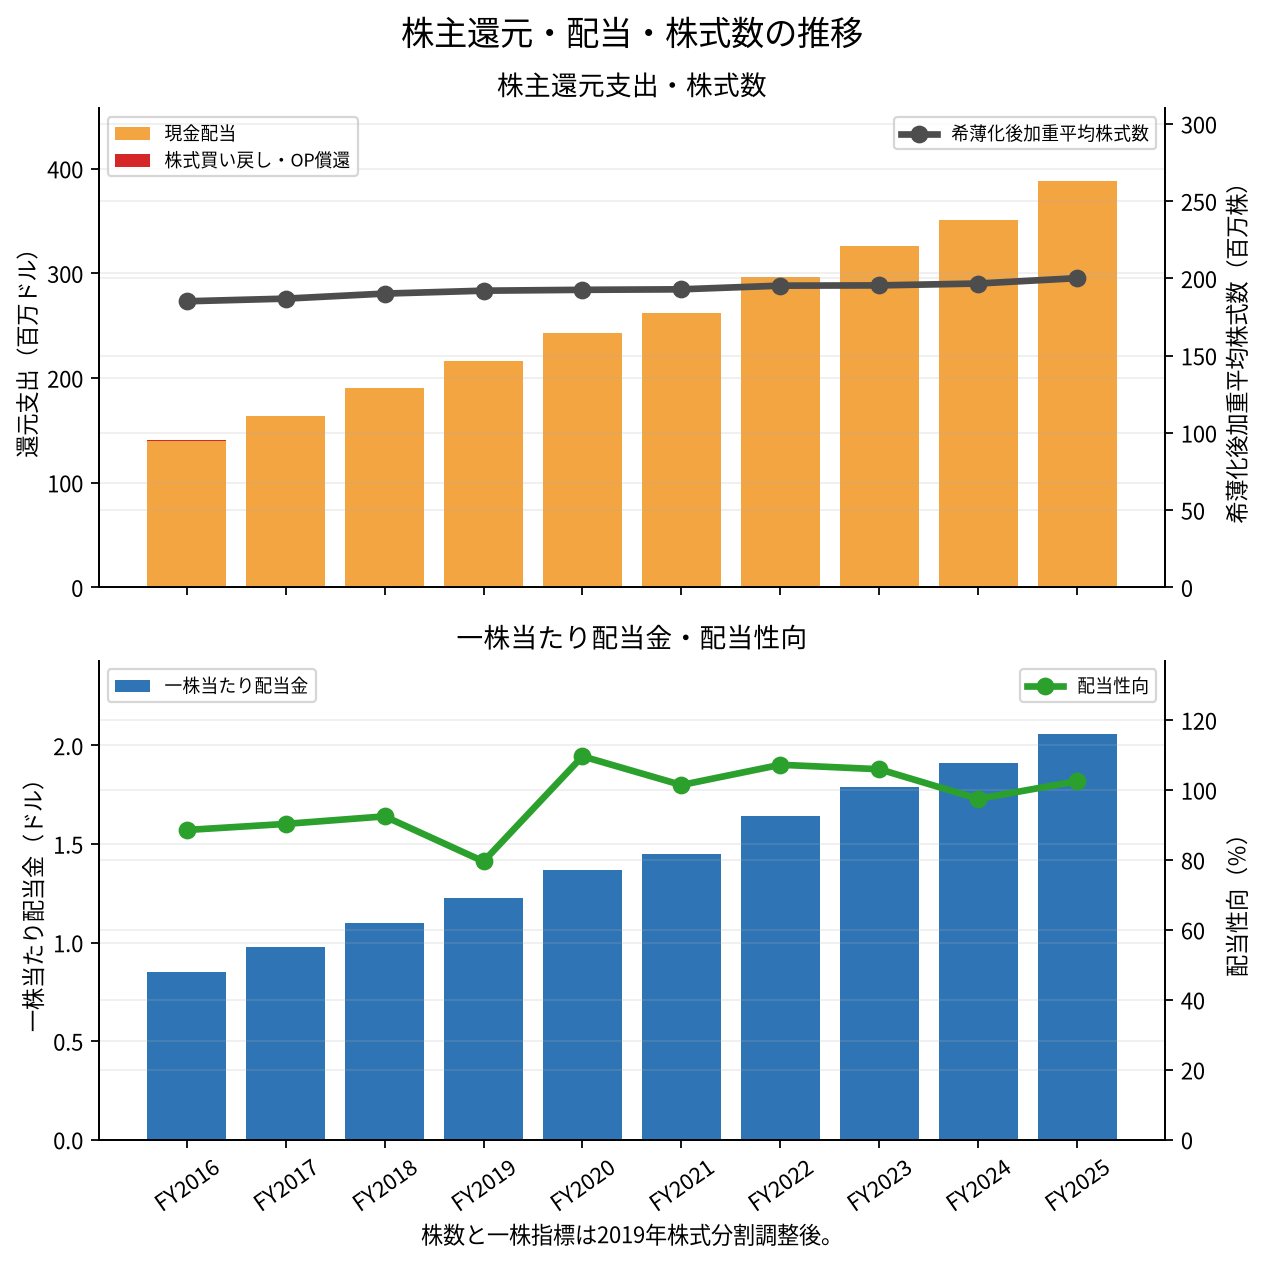 株主還元・配当・株式数の推移
株主還元支出・株式数
現金配当
株式買い戻し・OP償還
希薄化後加重平均株式数
還元支出（百万ドル）
400
300
200
100
0
300
250
200
150
100
50
0
希薄化後加重平均株式数（百万株）
一株当たり配当金・配当性向
一株当たり配当金
配当性向
一株当たり配当金（ドル）
2.0
1.5
1.0
0.5
0.0
120
100
80
60
40
20
0
配当性向（%）
FY2016
FY2017
FY2018
FY2019
FY2020
FY2021
FY2022
FY2023
FY2024
FY2025
株数と一株指標は2019年株式分割調整後。